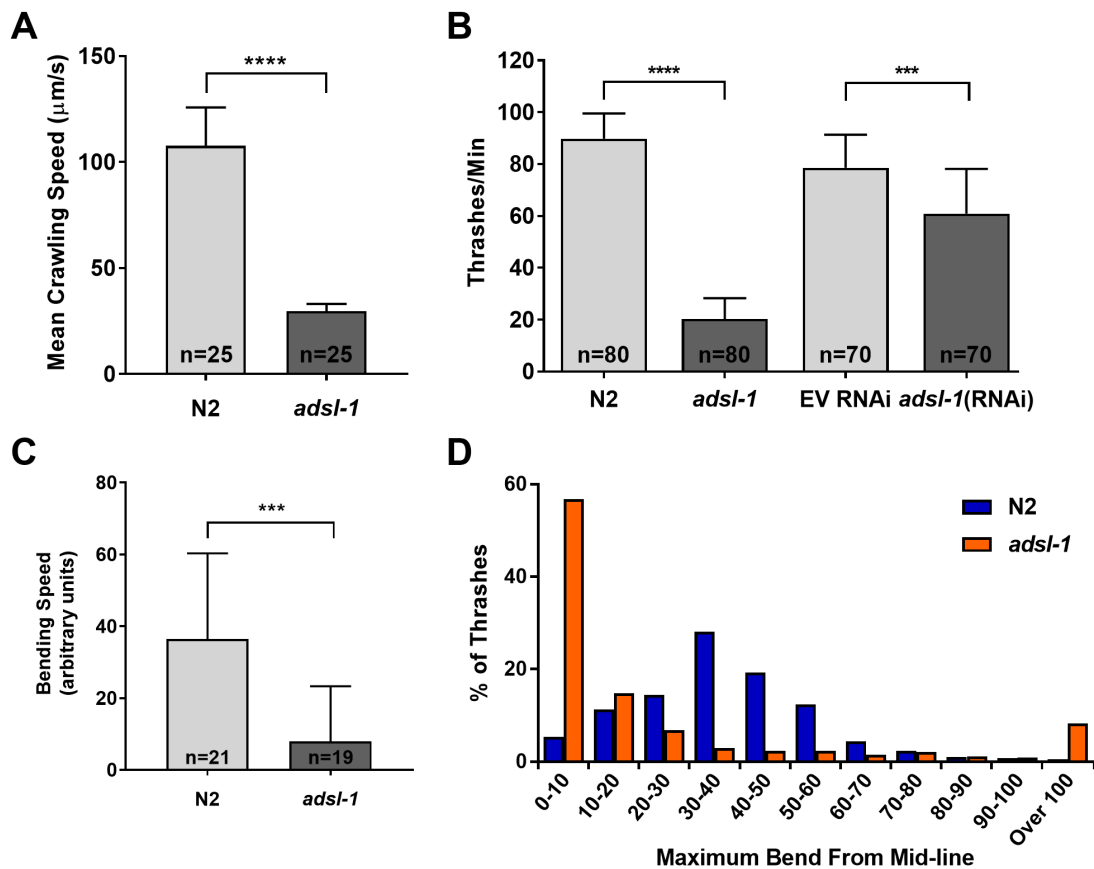 A
Mean Crawling Speed (μm/s)
150
100
50
0
****
n=25
n=25
N2
adsl-1
B
Thrashes/Min
120
100
80
60
40
20
0
****
***
n=80
n=80
n=70
n=70
N2
adsl-1
EV RNAi
adsl-1(RNAi)
C
Bending Speed
(arbitrary units)
80
60
40
20
0
***
n=21
n=19
N2
adsl-1
D
% of Thrashes
60
40
20
0
N2
adsl-1
0-10
10-20
20-30
30-40
40-50
50-60
60-70
70-80
80-90
90-100
Over 100
Maximum Bend From Mid-line